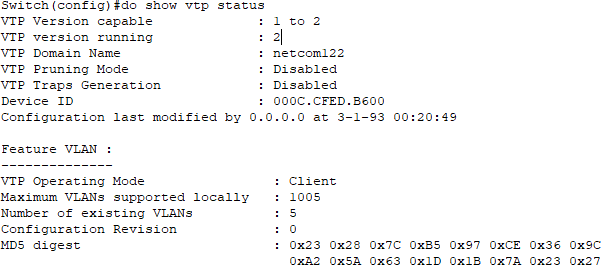 Switch(config)#do show vtp status
VTP Version capable : 1 to 2
VTP version running : 2
VTP Domain Name : netcom122
VTP Pruning Mode : Disabled
VTP Traps Generation : Disabled
Device ID : 000C.CFED.B600
Configuration last modified by 0.0.0.0 at 3-1-93 00:20:49
Feature VLAN :
--------------
VTP Operating Mode : Client
Maximum VLANs supported locally : 1005
Number of existing VLANs : 5
Configuration Revision : 0
MD5 digest : 0x23 0x28 0x7C 0xB5 0x97 0xCE 0x36 0x9C
0xA2 0x5A 0x63 0x1D 0x1B 0x7A 0x23 0x27